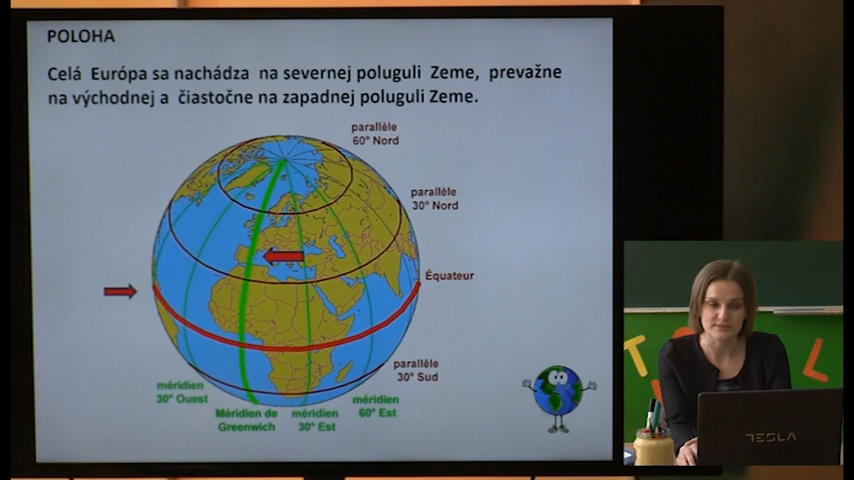 POLOHA
Celá Európa sa nachádza na severnej poluguli Zeme, prevažne
na východnej a čiastočne na zapadnej poluguli Zeme.
parallèle
60° Nord
parallèle
30° Nord
Équateur
parallèle
30° Sud
méridien
30° Ouest
Méridien de
Greenwich
méridien
30° Est
méridien
60° Est
T
L
TESLA